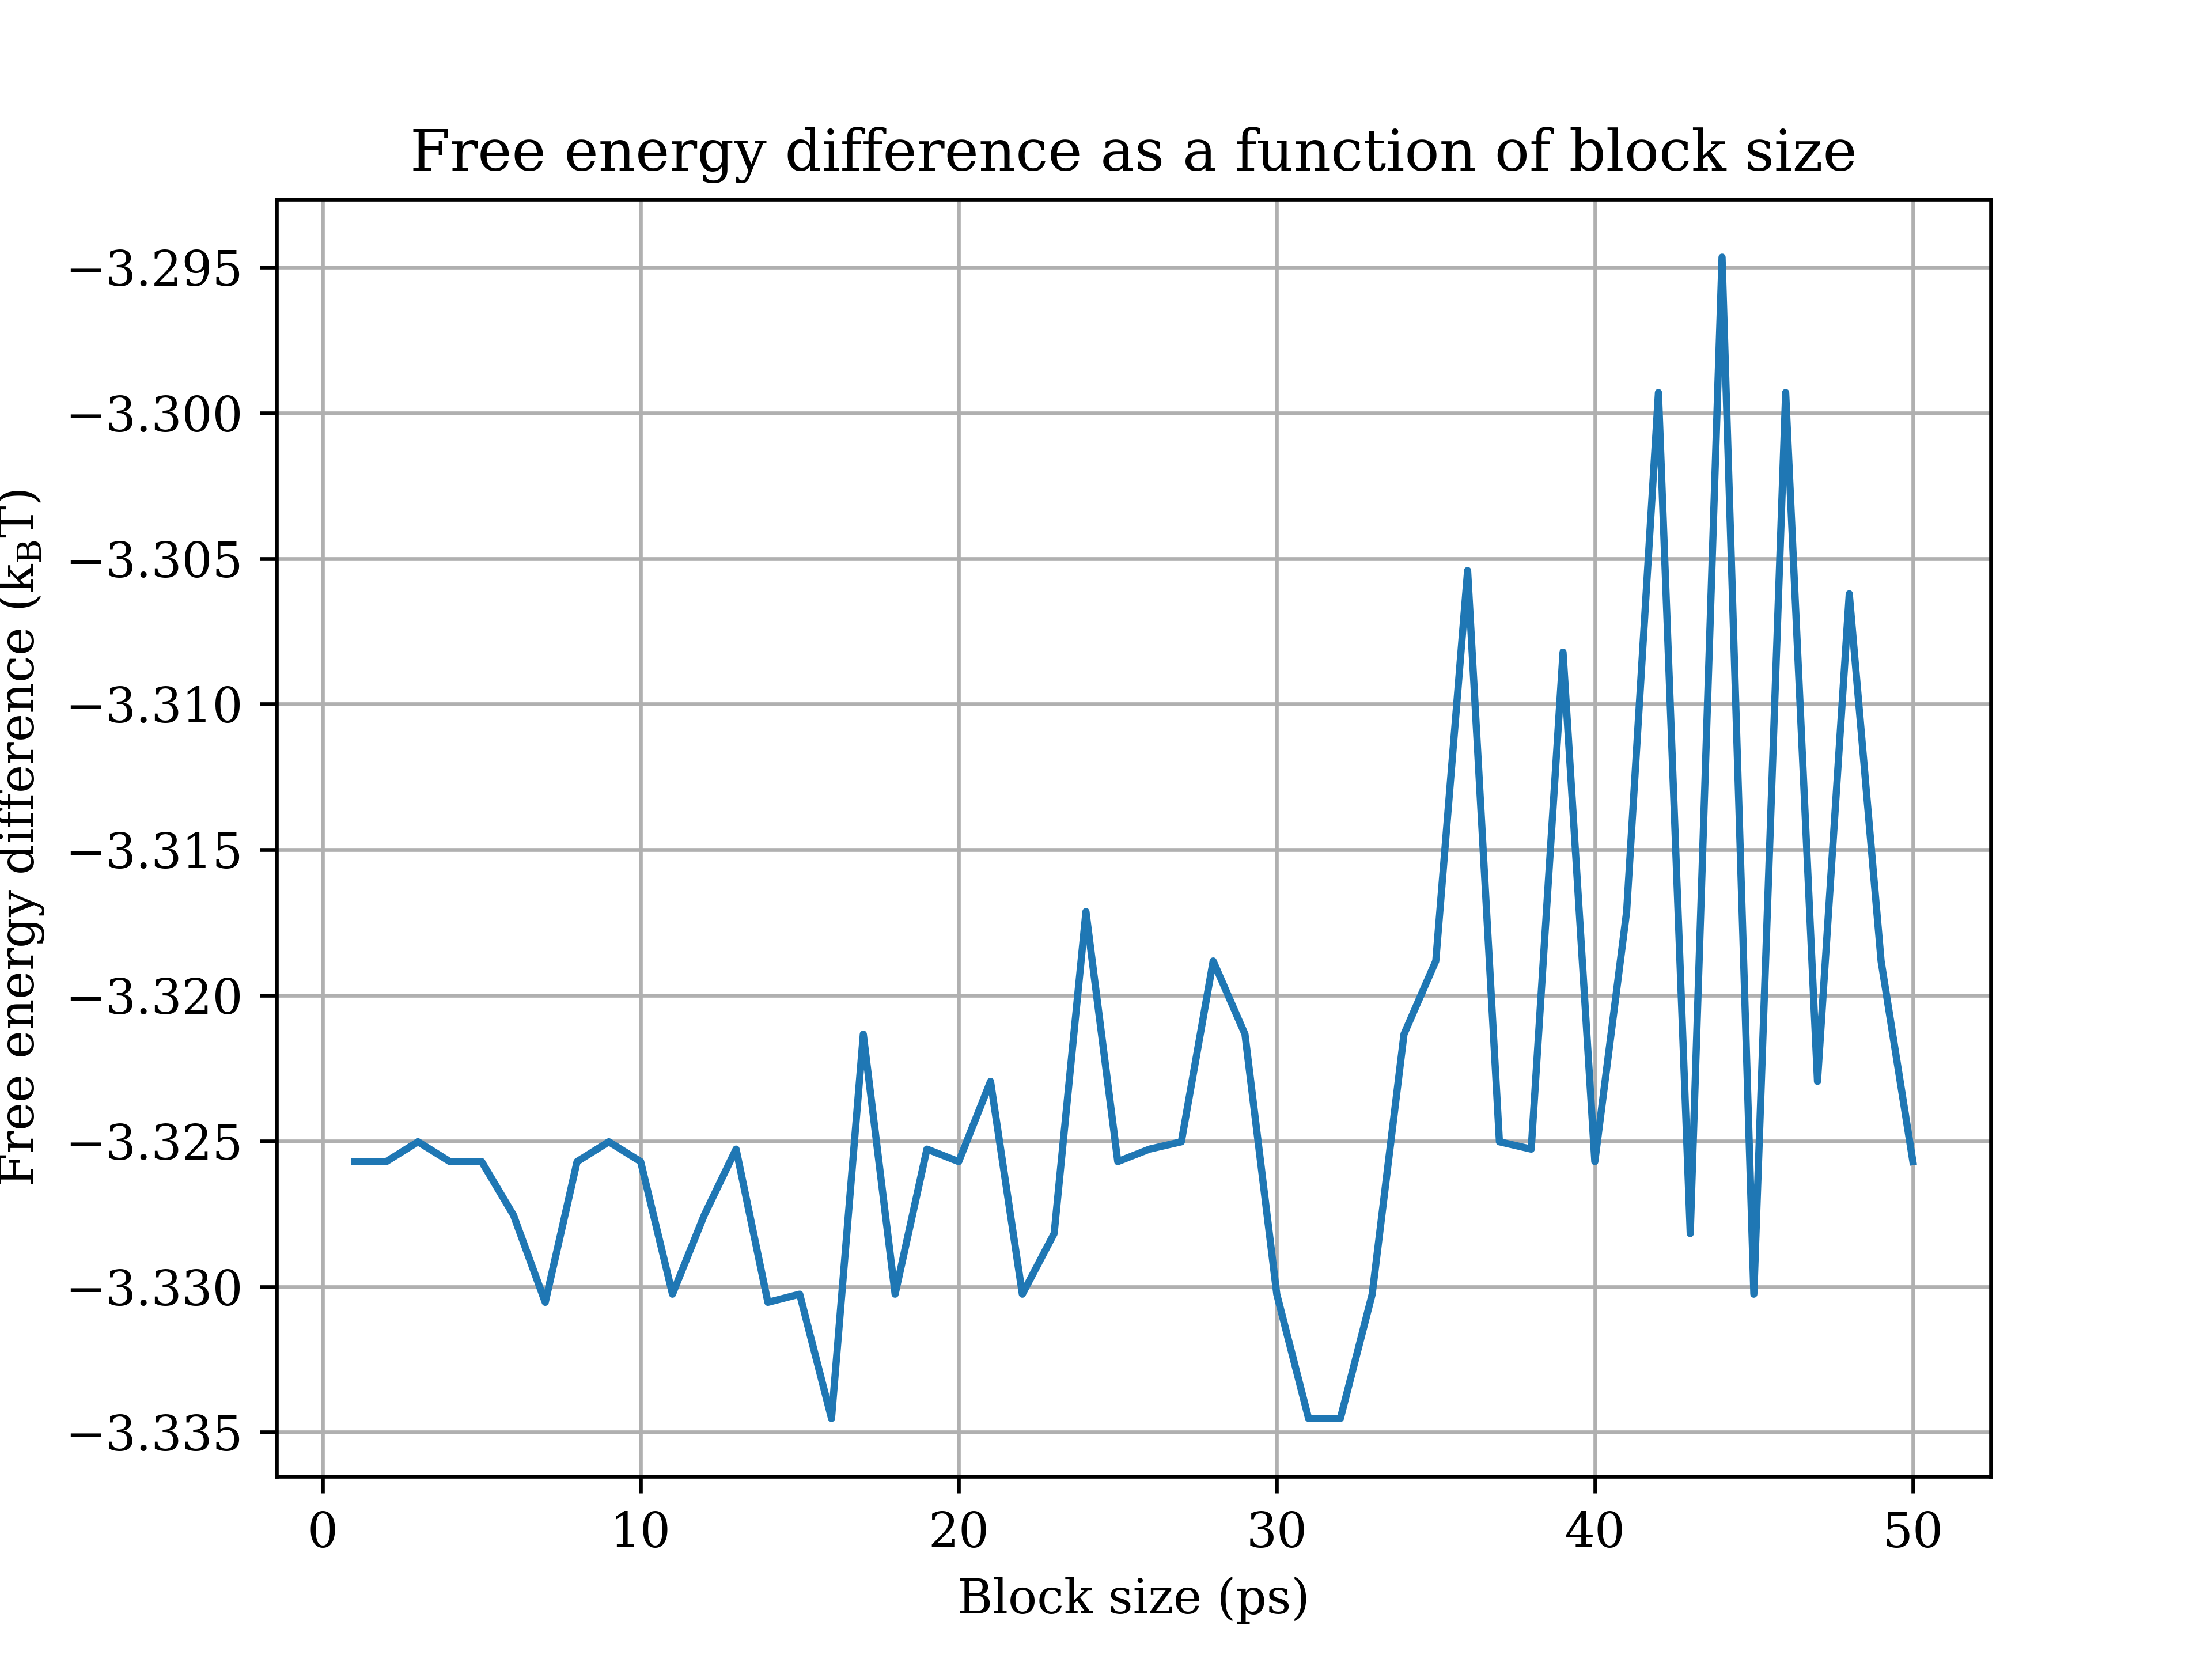 Free energy difference as a function of block size
Free energy difference (k_BT)
−3.295
−3.300
−3.305
−3.310
−3.315
−3.320
−3.325
−3.330
−3.335
0 10 20 30 40 50
Block size (ps)